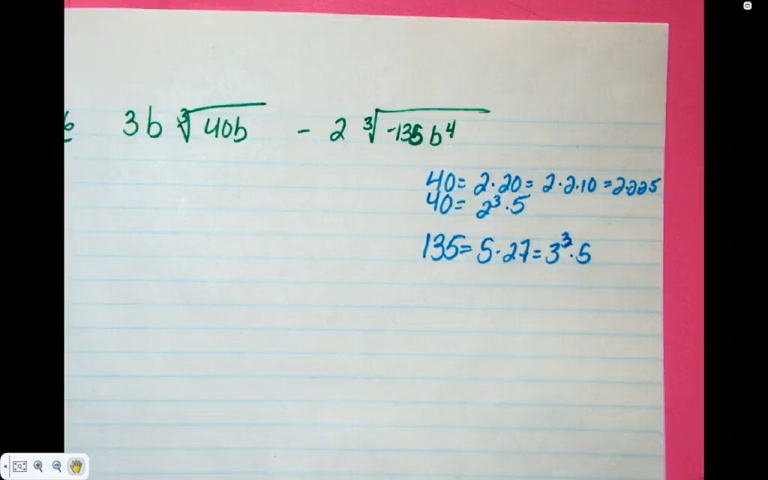 3b ∛40b - 2 ∛-135b⁴
40 = 2·20 = 2·2·10 = 2·2·2·5
40 = 2³·5
135 = 5·27 = 3³·5